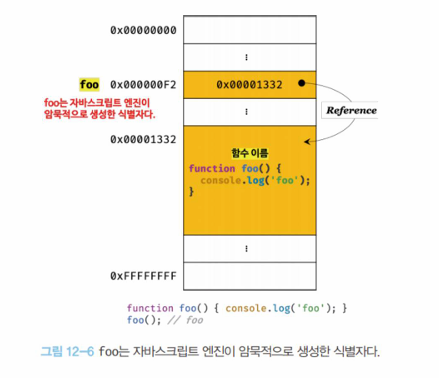 0x00000000
⋮
foo 0x000000F2 0x00001332
foo는 자바스크립트 엔진이
암묵적으로 생성한 식별자다.
⋮
Reference
0x00001332
함수 이름
function foo() {
console.log('foo');
}
⋮
0xFFFFFFFF
function foo() { console.log('foo'); }
foo(); // foo
그림 12-6 foo는 자바스크립트 엔진이 암묵적으로 생성한 식별자다.